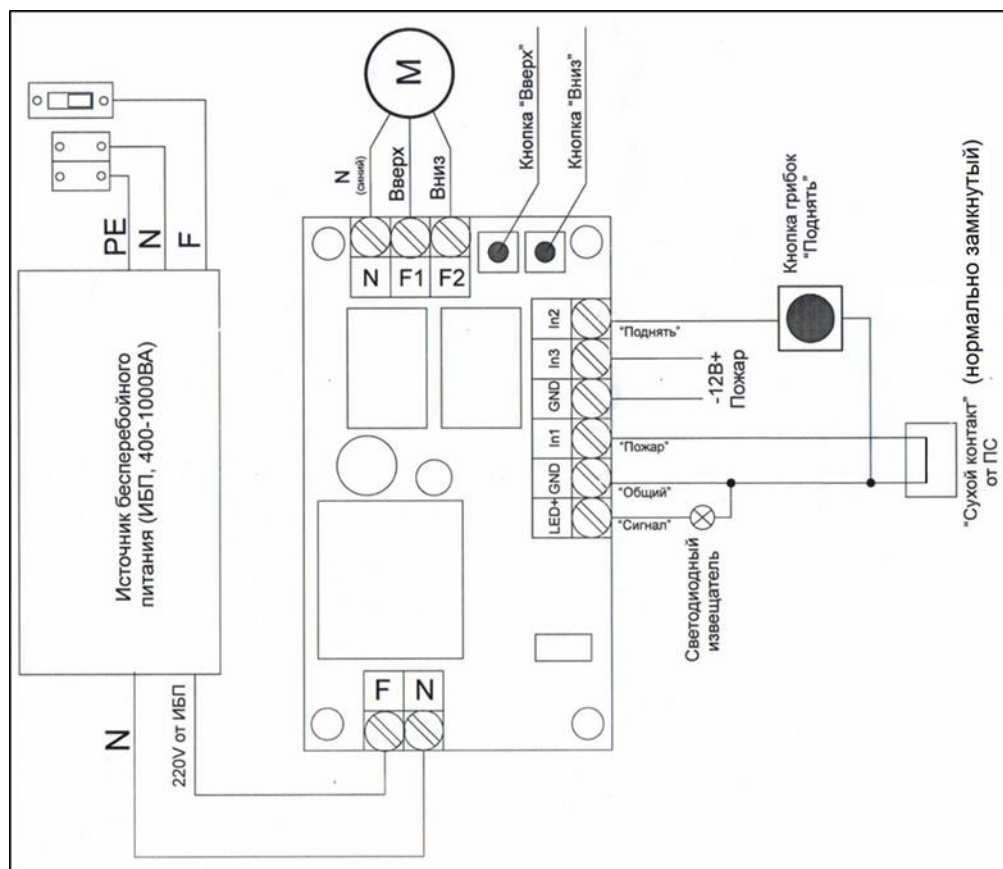 Источник бесперебойного
питания (ИБП, 400-1000ВА)
PE
N
F
N
220V от ИБП
M
N
(синий)
Вверх
Вниз
N
F1
F2
Кнопка "Вверх"
Кнопка "Вниз"
F
N
LED+
GND
In1
GND
In3
In2
"Сигнал"
"Общий"
"Пожар"
"Поднять"
-12В+
Пожар
Кнопка грибок
"Поднять"
Светодиодный
извещатель
"Сухой контакт" (нормально замкнутый)
от ПС